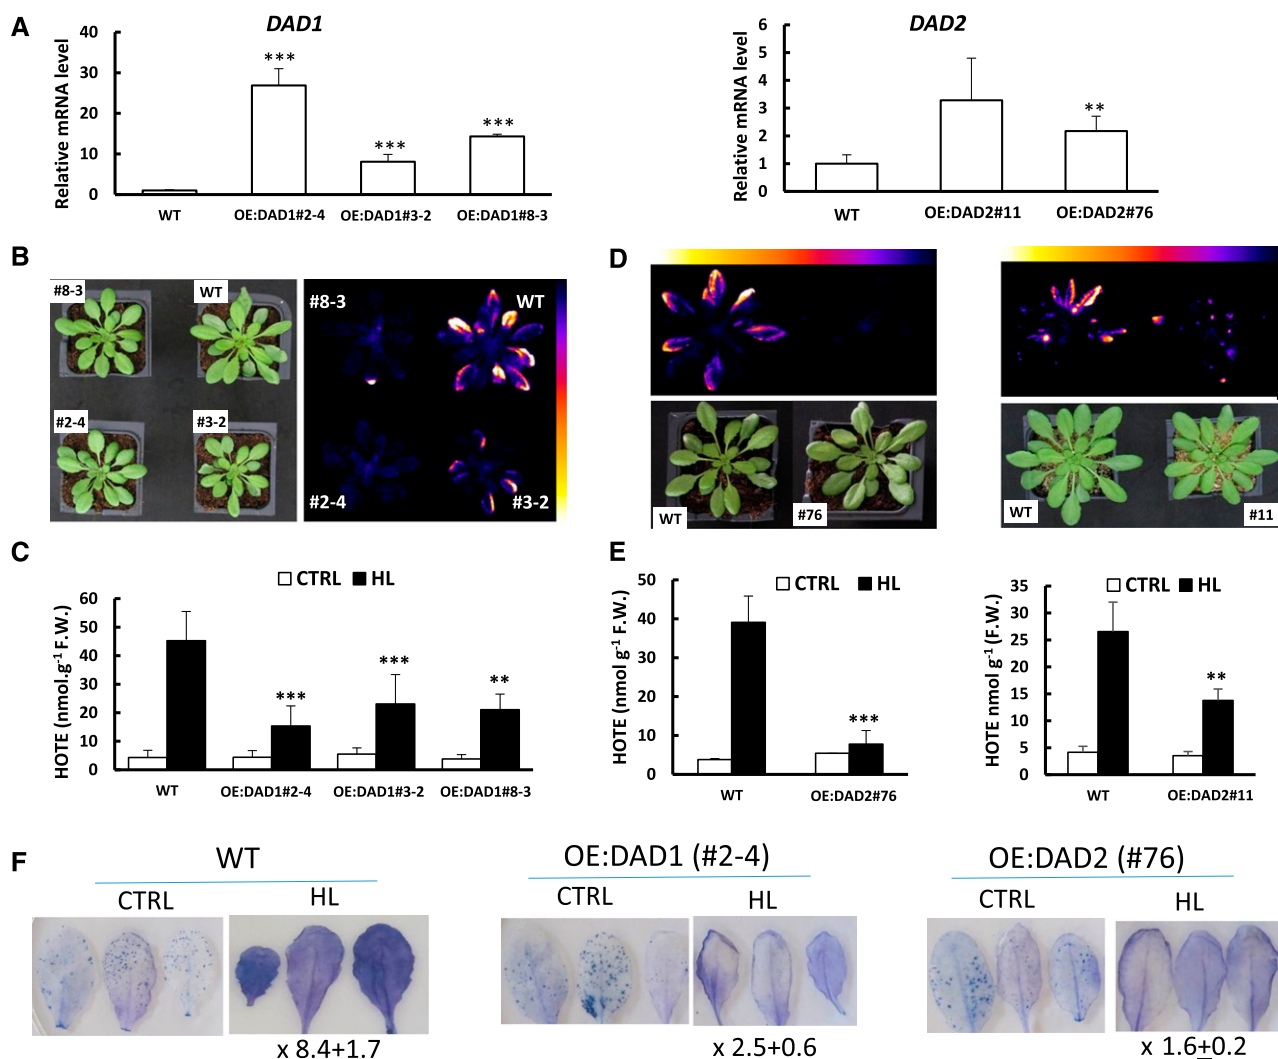 A
DAD1
Relative mRNA level
40
30
20
10
0
***
***
***
WT
OE:DAD1#2-4
OE:DAD1#3-2
OE:DAD1#8-3
DAD2
Relative mRNA level
6
5
4
3
2
1
0
**
WT
OE:DAD2#11
OE:DAD2#76
B
#8-3
WT
#2-4
#3-2
#8-3
WT
#2-4
#3-2
D
WT
#76
WT
#11
C
CTRL
HL
HOTE (nmol.g-1 F.W.)
60
50
40
30
20
10
0
***
***
**
WT
OE:DAD1#2-4
OE:DAD1#3-2
OE:DAD1#8-3
E
CTRL
HL
HOTE (nmol g-1 F.W.)
50
40
30
20
10
0
***
WT
OE:DAD2#76
CTRL
HL
HOTE nmol g-1 (F.W.)
35
30
25
20
15
10
5
0
**
WT
OE:DAD2#11
F
WT
CTRL
HL
x 8.4+1.7
OE:DAD1 (#2-4)
CTRL
HL
x 2.5+0.6
OE:DAD2 (#76)
CTRL
HL
x 1.6±0.2